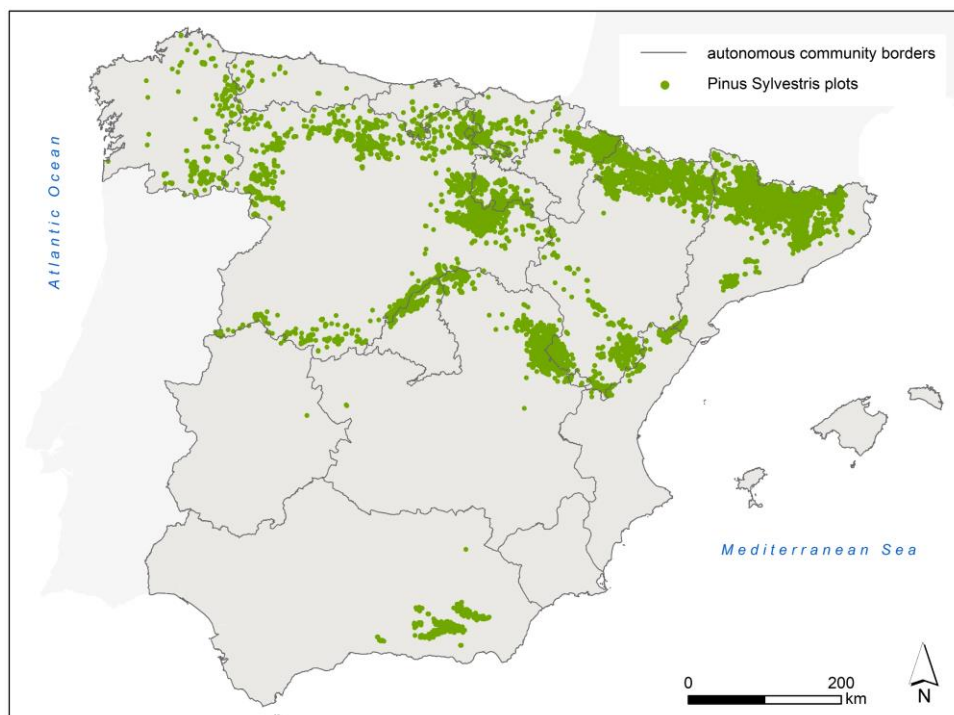 autonomous community borders
Pinus Sylvestris plots
Atlantic Ocean
Mediterranean Sea
0 200
km
N